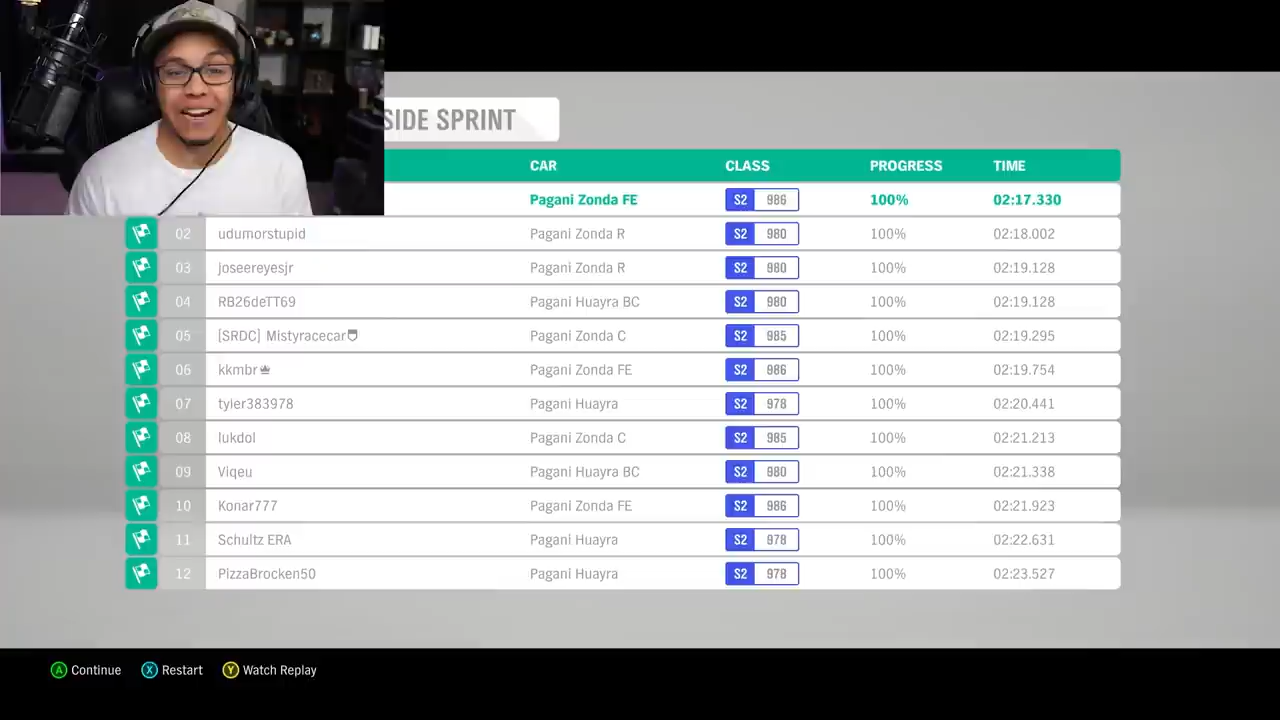 SIDE SPRINT
CAR CLASS PROGRESS TIME
Pagani Zonda FE S2 986 100% 02:17.330
02 udumorstupid Pagani Zonda R S2 980 100% 02:18.002
03 joseereyesjr Pagani Zonda R S2 980 100% 02:19.128
04 RB26deTT69 Pagani Huayra BC S2 980 100% 02:19.128
05 [SRDC] Mistyracecar Pagani Zonda C S2 985 100% 02:19.295
06 kkmbr Pagani Zonda FE S2 986 100% 02:19.754
07 tyier383978 Pagani Huayra S2 978 100% 02:20.441
08 lukdol Pagani Zonda C S2 985 100% 02:21.213
09 Viqeu Pagani Huayra BC S2 980 100% 02:21.338
10 Konar777 Pagani Zonda FE S2 986 100% 02:21.923
11 Schultz ERA Pagani Huayra S2 978 100% 02:22.631
12 PizzaBrocken50 Pagani Huayra S2 978 100% 02:23.527
A Continue X Restart Y Watch Replay